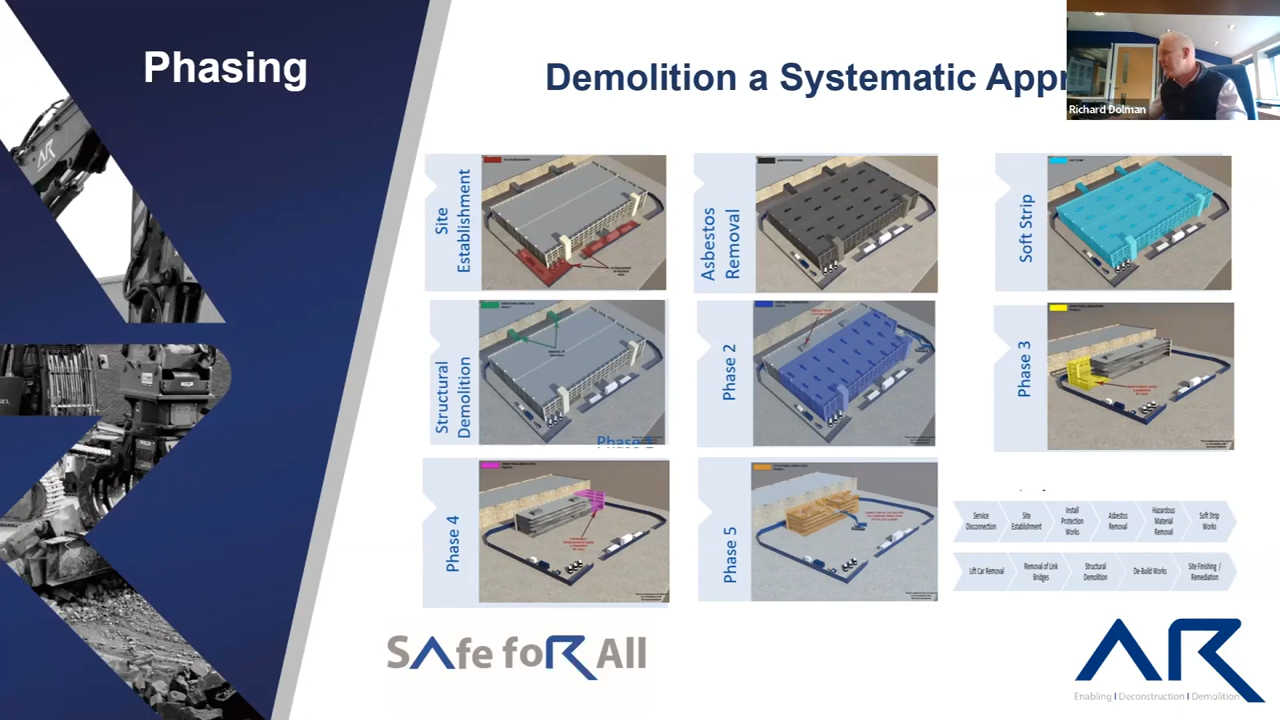 Phasing
Demolition a Systematic Appr
Richard Dolman
Site
Establishment
Asbestos
Removal
Soft Strip
Structural
Demolition
Phase 2
Phase 3
Phase 4
Phase 5
Service
Disconnection
Site
Establishment
Install
Protection
Works
Asbestos
Removal
Hazardous
Material
Removal
Soft Strip
Works
Lift Car Removal
Removal of Link
Bridges
Structural
Demolition
De-Build Works
Site Finishing /
Remediation
SAfe foR All
AR
Enabling I Deconstruction I Demolition